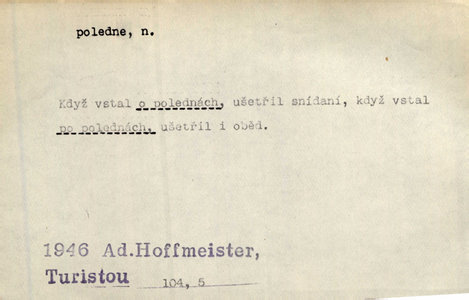 poledne, n.
Když vstal o polednách, ušetřil snídaní, když vstal
po polednách, ušetřil i oběd.
1946 Ad.Hoffmeister,
Turistou 104, 5